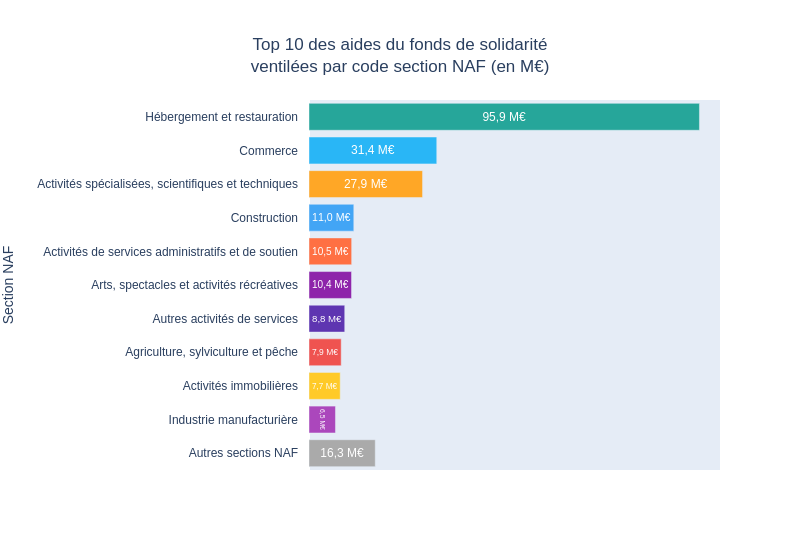 Top 10 des aides du fonds de solidarité
ventilées par code section NAF (en M€)
Section NAF
Hébergement et restauration 95,9 M€
Commerce 31,4 M€
Activités spécialisées, scientifiques et techniques 27,9 M€
Construction 11,0 M€
Activités de services administratifs et de soutien 10,5 M€
Arts, spectacles et activités récréatives 10,4 M€
Autres activités de services 8,8 M€
Agriculture, sylviculture et pêche 7,9 M€
Activités immobilières 7,7 M€
Industrie manufacturière 6,5 M€
Autres sections NAF 16,3 M€